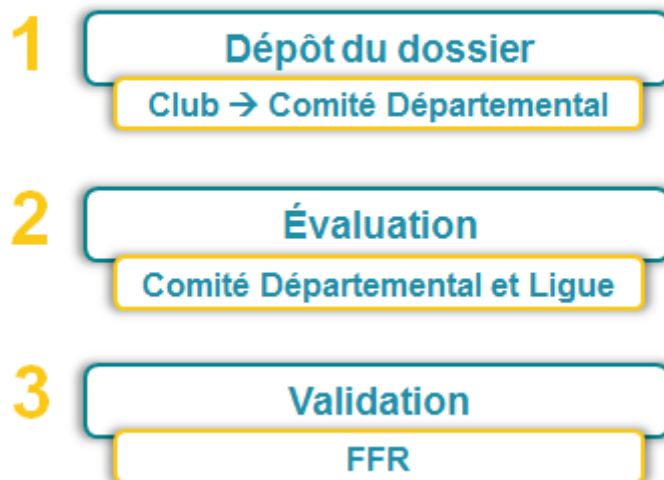 1
Dépôt du dossier
Club → Comité Départemental
2
Évaluation
Comité Départemental et Ligue
3
Validation
FFR